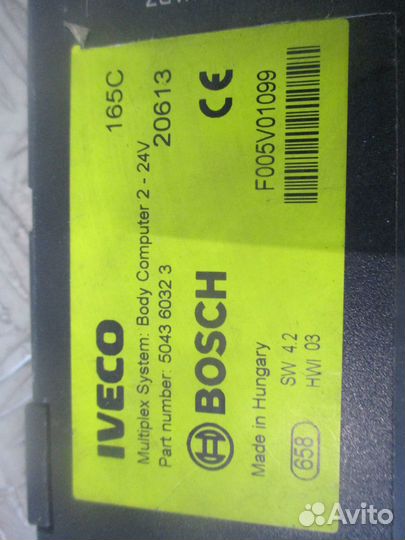 IVECO 165C
Multiplex System: Body Computer 2 - 24V
Part number: 5043 6032 3 20613
BOSCH CE
Made in Hungary F005V01099
SW 4.2
658 HWI 03
Avito